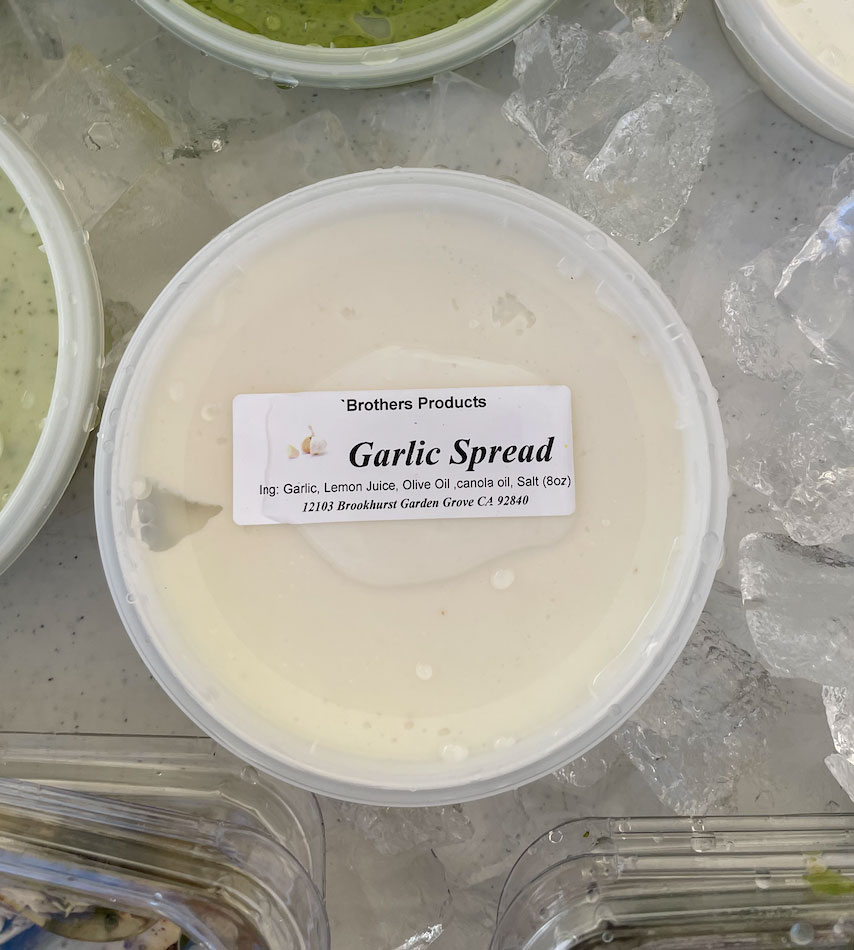 `Brothers Products
Garlic Spread
Ing: Garlic, Lemon Juice, Olive Oil ,canola oil, Salt (8oz)
12103 Brookhurst Garden Grove CA 92840